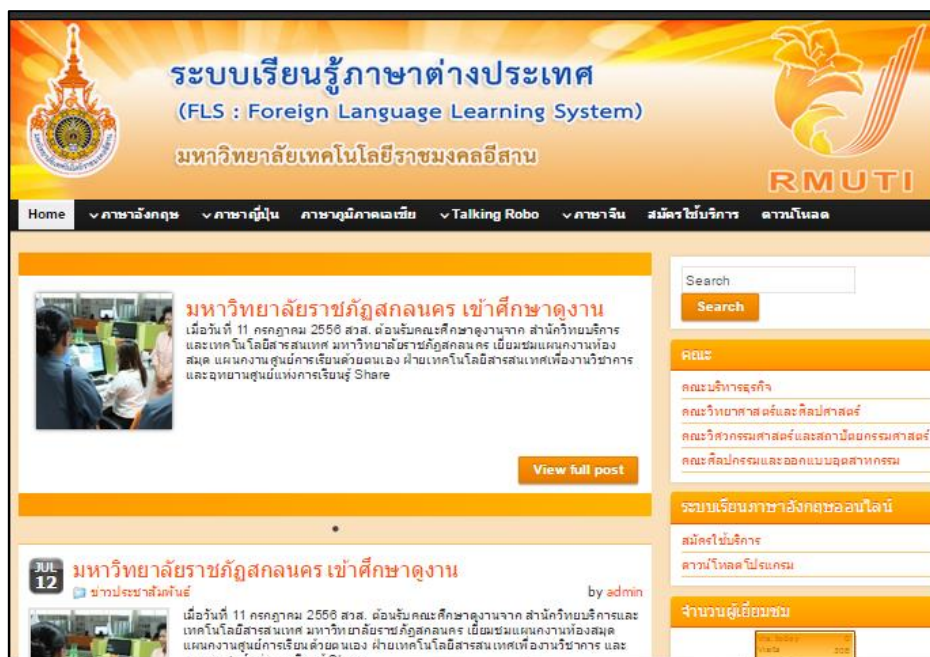 ระบบเรียนรู้ภาษาต่างประเทศ
(FLS : Foreign Language Learning System)
มหาวิทยาลัยเทคโนโลยีราชมงคลอีสาน
RMUTI
Home ภาษาอังกฤษ ภาษาญี่ปุ่น ภาษาภูมิภาคเอเซีย Talking Robo ภาษาจีน สมัครใช้บริการ ดาวน์โหลด
มหาวิทยาลัยราชภัฏสกลนคร เข้าศึกษาดูงาน
เมื่อวันที่ 11 กรกฎาคม 2556 สวส. ต้อนรับคณะศึกษาดูงานจาก สำนักวิทยบริการ
และเทคโนโลยีสารสนเทศ มหาวิทยาลัยราชภัฏสกลนคร เยี่ยมชมแผนกงานห้อง
สมุด แผนกงานศูนย์การเรียนด้วยตนเอง ฝ่ายเทคโนโลยีสารสนเทศเพื่องานวิชาการ
และอุทยานศูนย์แห่งการเรียนรู้ Share
View full post
JUL
12
มหาวิทยาลัยราชภัฏสกลนคร เข้าศึกษาดูงาน
ข่าวประชาสัมพันธ์ by admin
เมื่อวันที่ 11 กรกฎาคม 2556 สวส. ต้อนรับคณะศึกษาดูงานจาก สำนักวิทยบริการและ
เทคโนโลยีสารสนเทศ มหาวิทยาลัยราชภัฏสกลนคร เยี่ยมชมแผนกงานห้องสมุด
แผนกงานศูนย์การเรียนด้วยตนเอง ฝ่ายเทคโนโลยีสารสนเทศเพื่องานวิชาการ และ
Search
Search
คณะ
คณะบริหารธุรกิจ
คณะวิทยาศาสตร์และศิลปศาสตร์
คณะวิศวกรรมศาสตร์และสถาปัตยกรรมศาสตร์
คณะศิลปกรรมและออกแบบอุตสาหกรรม
ระบบเรียนภาษาอังกฤษออนไลน์
สมัครใช้บริการ
ดาวน์โหลดโปรแกรม
จำนวนผู้เยี่ยมชม